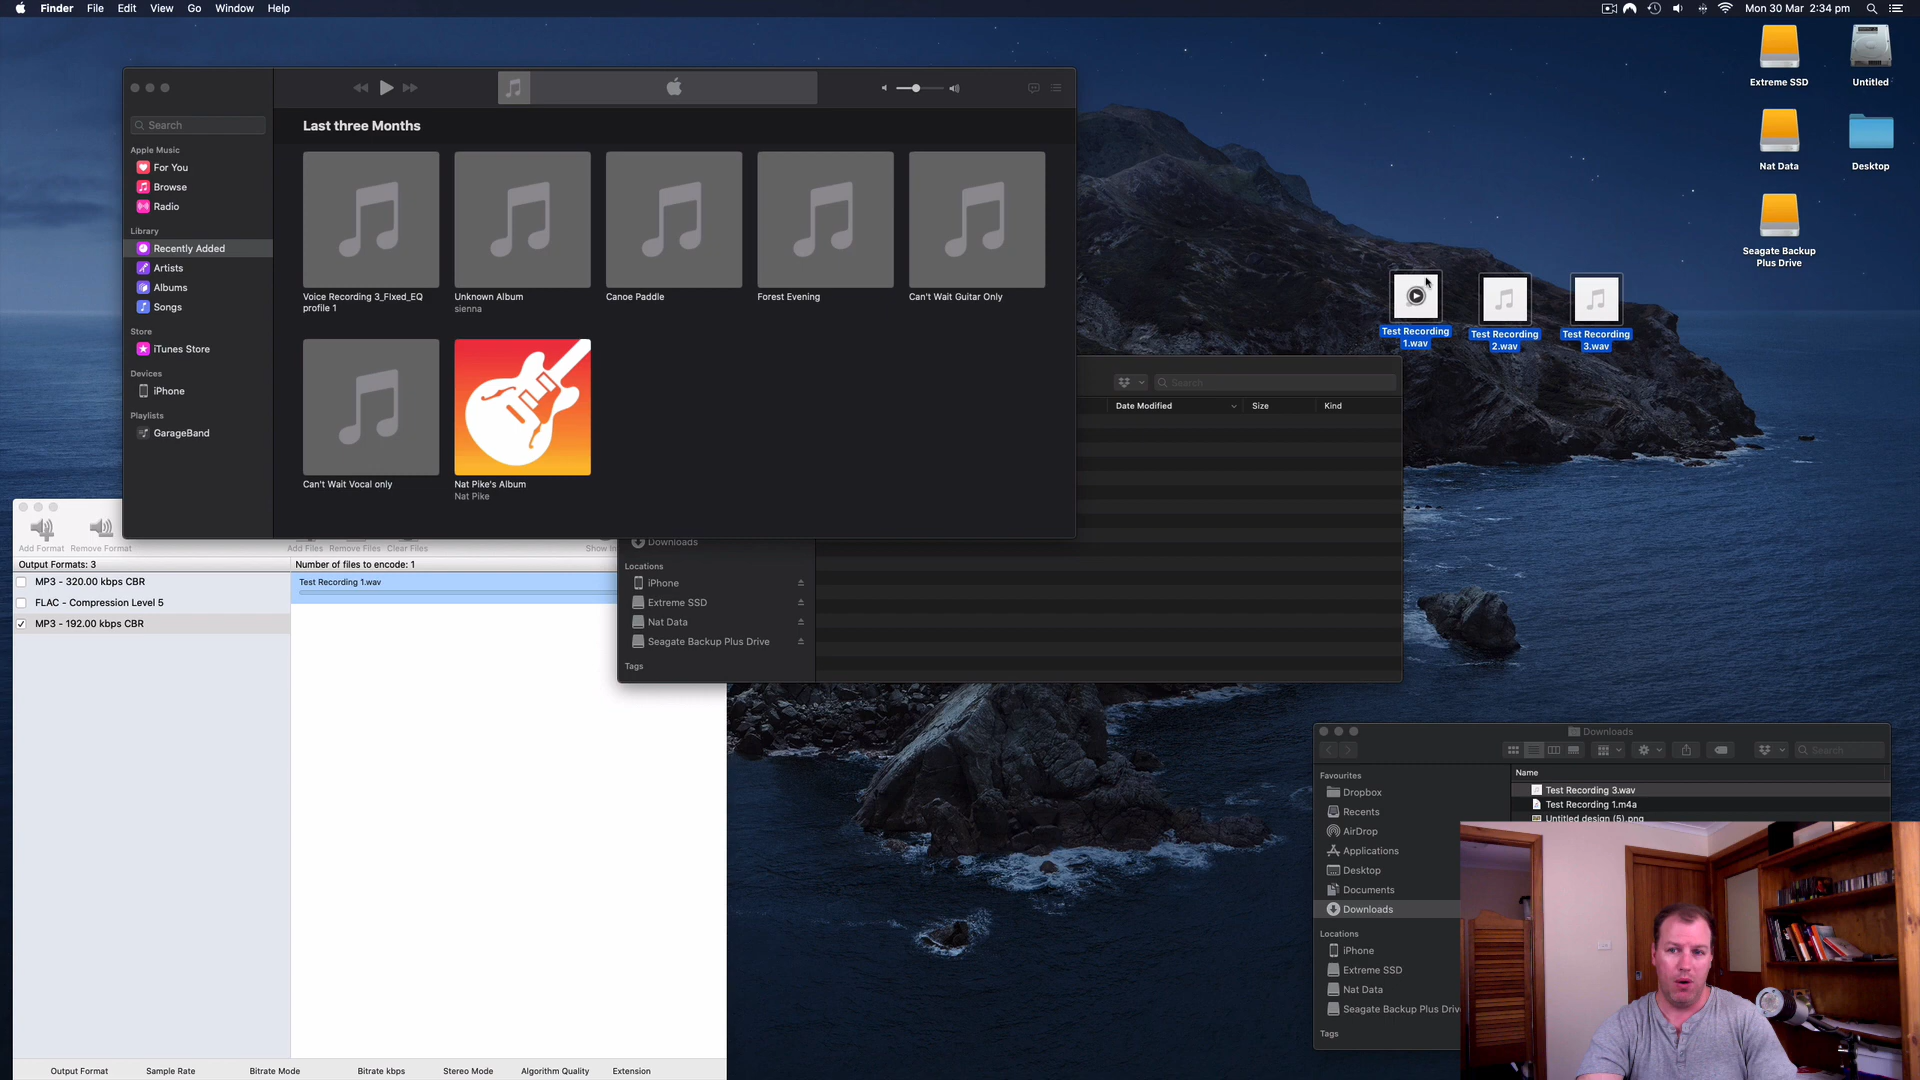 Finder File Edit View Go Window Help
Mon 30 Mar 2:34 pm
Extreme SSD
Untitled
Nat Data
Desktop
Seagate Backup
Plus Drive
Test Recording
1.wav
Test Recording
2.wav
Test Recording
3.wav
Search
Apple Music
For You
Browse
Radio
Library
Recently Added
Artists
Albums
Songs
Store
iTunes Store
Devices
iPhone
Playlists
GarageBand
Last three Months
Voice Recording 3_FIxed_EQ
profile 1
Unknown Album
sienna
Canoe Paddle
Forest Evening
Can't Wait Guitar Only
Can't Wait Vocal only
Nat Pike's Album
Nat Pike
Search
Date Modified Size Kind
Downloads
Locations
iPhone
Extreme SSD
Nat Data
Seagate Backup Plus Drive
Tags
Add Format Remove Format Add Files Remove Files Clear Files Show In
Output Formats: 3
Number of files to encode: 1
MP3 - 320.00 kbps CBR
FLAC - Compression Level 5
MP3 - 192.00 kbps CBR
Test Recording 1.wav
Output Format Sample Rate Bitrate Mode Bitrate kbps Stereo Mode Algorithm Quality Extension
Downloads
Search
Favourites
Dropbox
Recents
AirDrop
Applications
Desktop
Documents
Downloads
Locations
iPhone
Extreme SSD
Nat Data
Seagate Backup Plus Driv
Tags
Name
Test Recording 3.wav
Test Recording 1.m4a
Untitled design (5).png